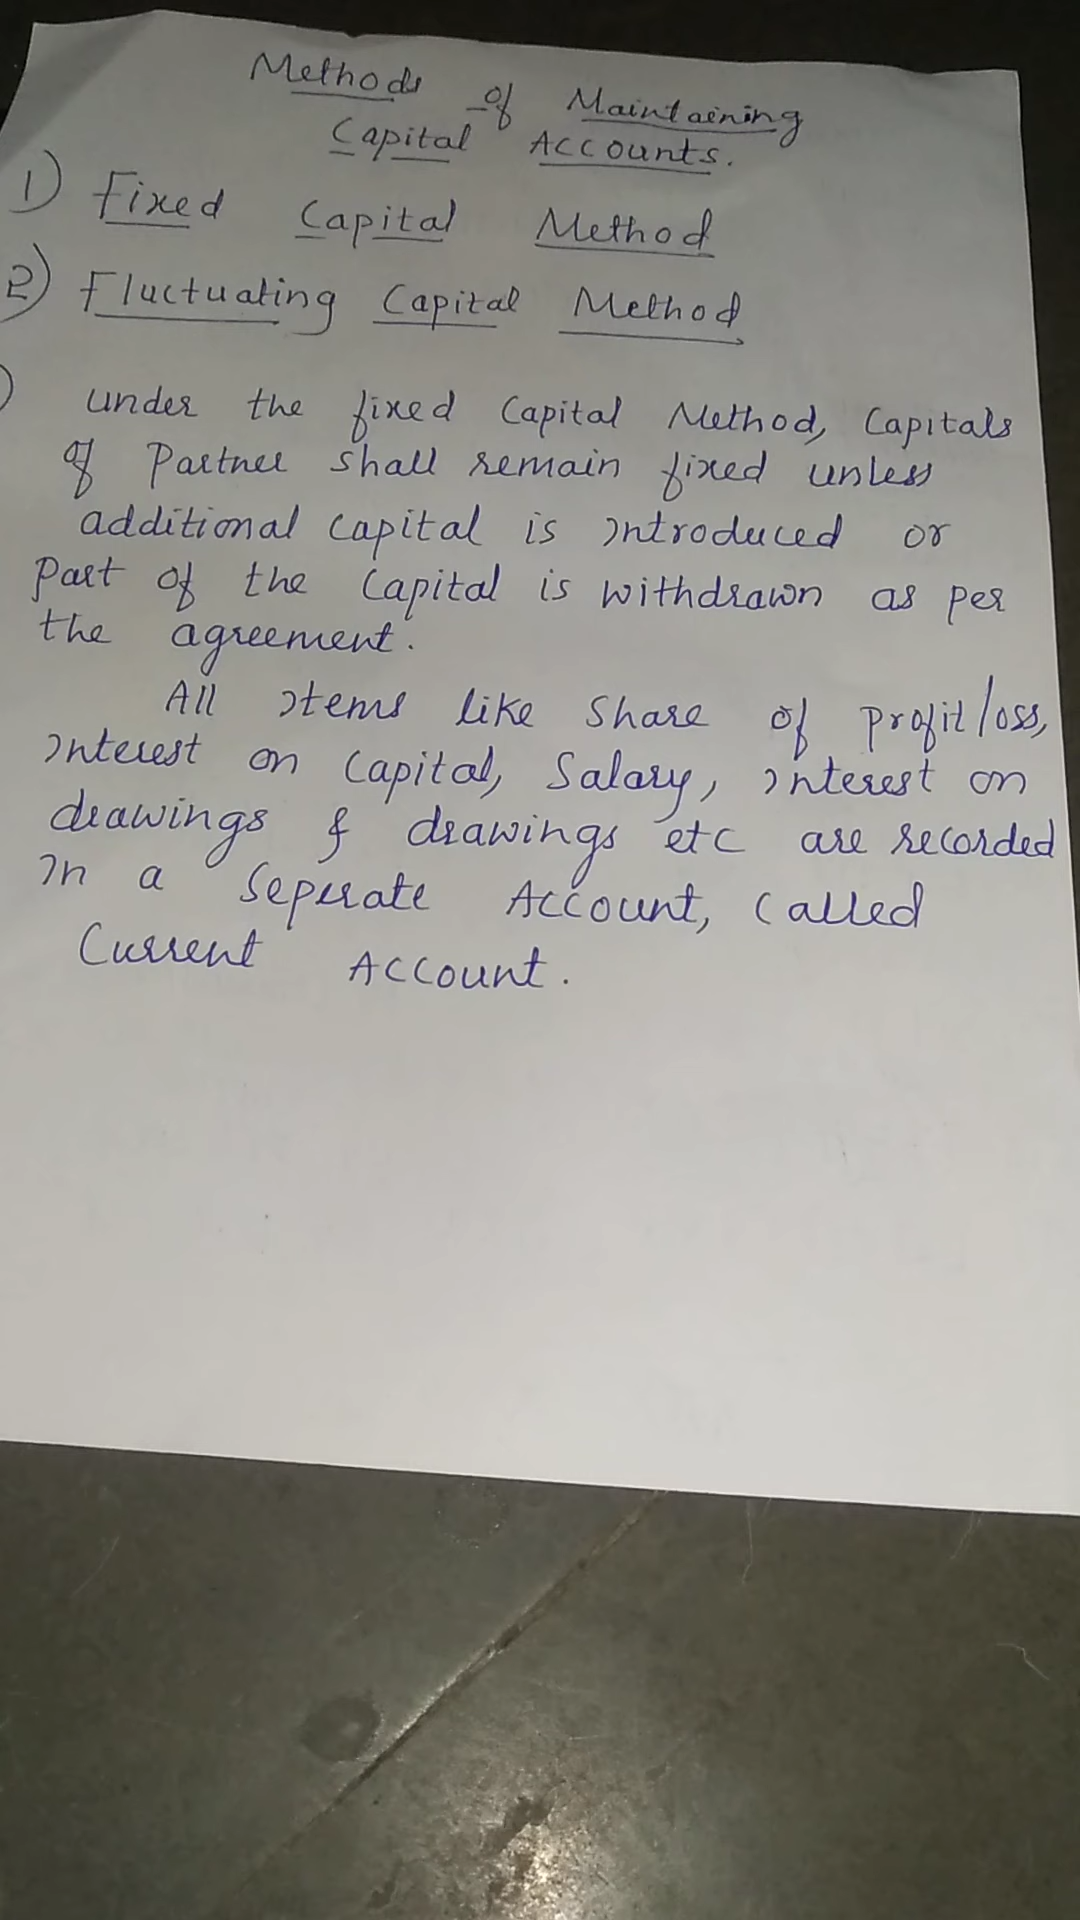 Methods of Maintaining
Capital Accounts.
1) Fixed Capital Method
2) Fluctuating Capital Method
) under the fixed Capital Method, Capitals
of Partner shall remain fixed unless
additional capital is introduced or
Part of the capital is withdrawn as per
the agreement.
All items like Share of profit/loss,
interest on Capital, Salary, interest on
drawings & drawings etc are recorded
in a Seperate Account, Called
Current Account.